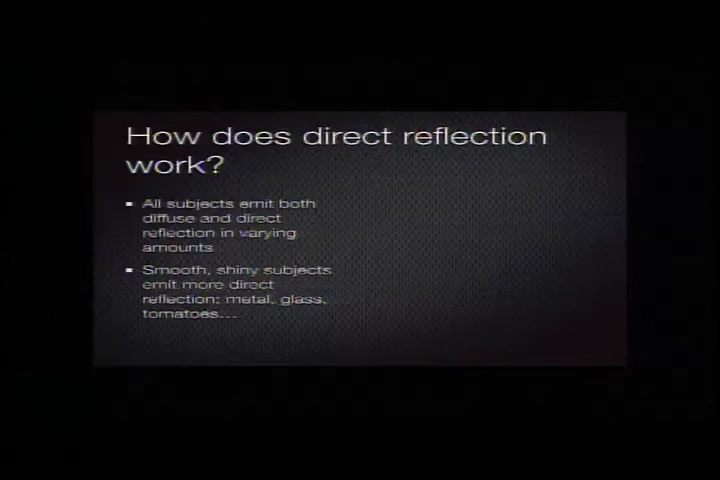 How does direct reflection
work?
All subjects emit both
diffuse and direct
reflection in varying
amounts
Smooth, shiny subjects
emit more direct
reflection: metal, glass,
tomatoes...